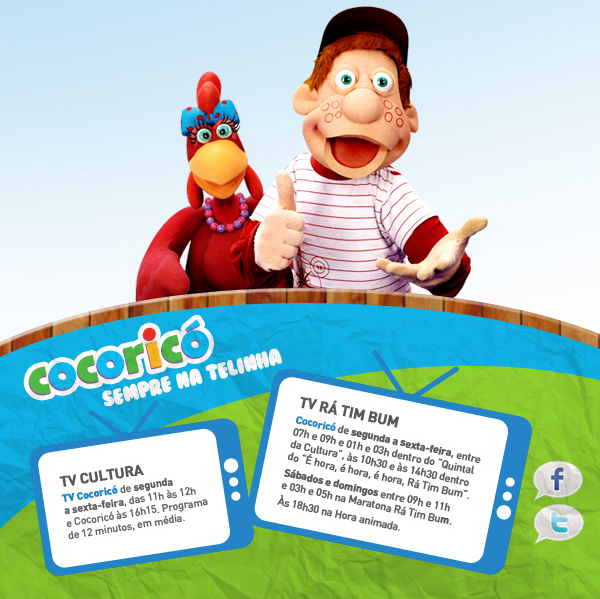 cocoricó
SEMPRE NA TELINHA
TV CULTURA
TV Cocoricó de segunda
a sexta-feira, das 11h às 12h
e Cocoricó às 16h15. Programa
de 12 minutos, em média.
TV RÁ TIM BUM
Cocoricó de segunda a sexta-feira, entre
07h e 09h e 01h e 03h dentro do "Quintal
da Cultura", às 10h30 e às 14h30 dentro
do "É hora, é hora, é hora, Rá Tim Bum".
Sábados e domingos entre 09h e 11h
e 03h e 05h na Maratona Rá Tim Bum.
Às 18h30 na Hora animada.
f
t